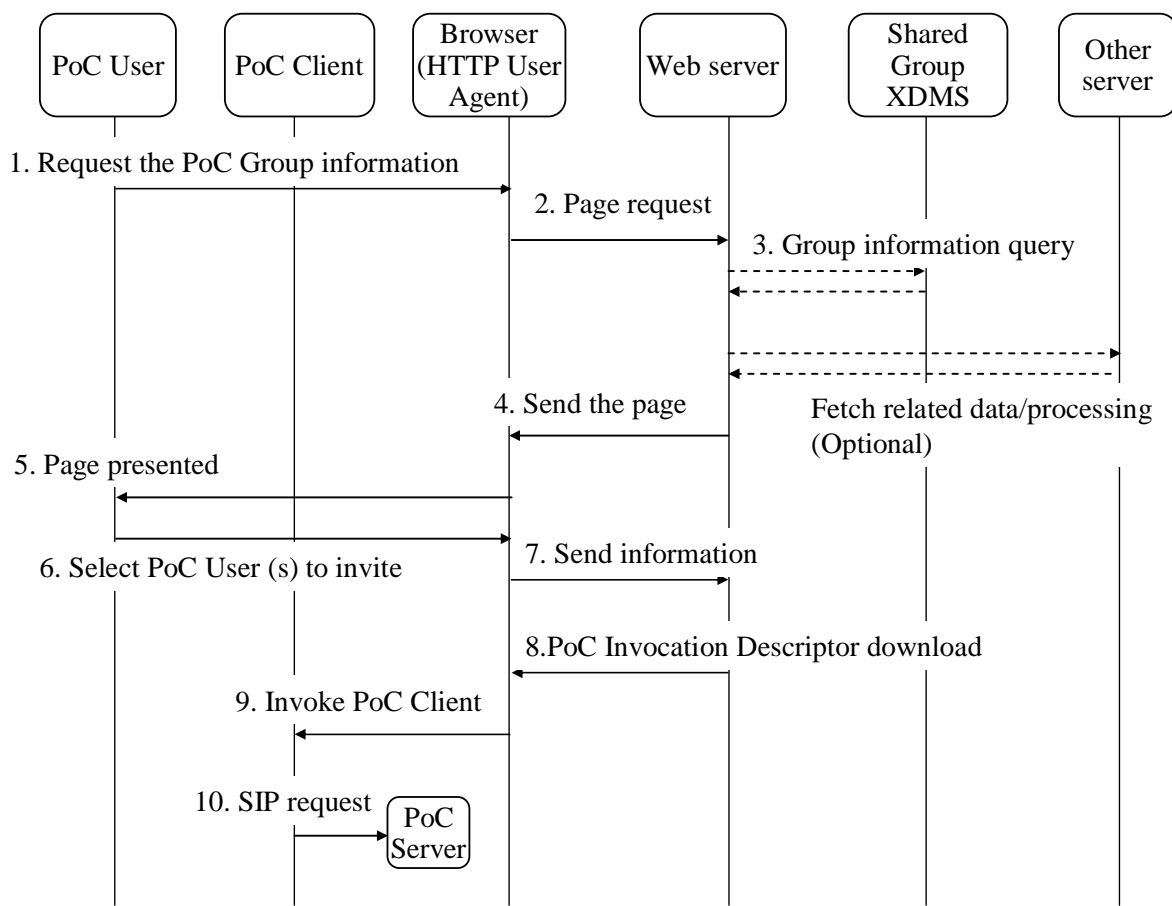 PoC User
PoC Client
Browser
(HTTP User
Agent)
Web server
Shared
Group
XDMS
Other
server
1. Request the PoC Group information
2. Page request
3. Group information query
4. Send the page
Fetch related data/processing
(Optional)
5. Page presented
6. Select PoC User (s) to invite
7. Send information
8.PoC Invocation Descriptor download
9. Invoke PoC Client
10. SIP request
PoC
Server